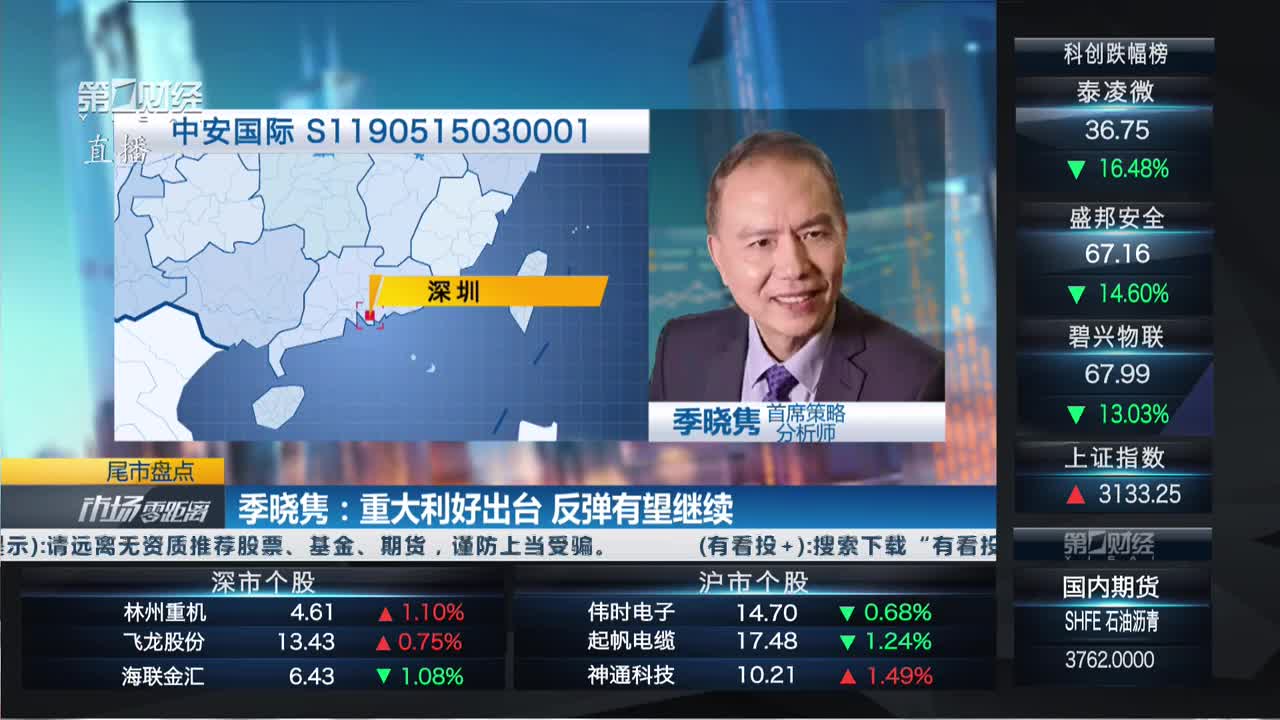 第一财经
YICAI
直播
中安国际 S1190515030001
深圳
季晓隽 首席策略
分析师
尾市盘点
市场零距离
季晓隽：重大利好出台 反弹有望继续
示):请远离无资质推荐股票、基金、期货，谨防上当受骗。 (有看投+):搜索下载“有看投
深市个股
林州重机 4.61 ▲ 1.10%
飞龙股份 13.43 ▲ 0.75%
海联金汇 6.43 ▼ 1.08%
沪市个股
伟时电子 14.70 ▼ 0.68%
起帆电缆 17.48 ▼ 1.24%
神通科技 10.21 ▲ 1.49%
科创跌幅榜
泰凌微
36.75
▼ 16.48%
盛邦安全
67.16
▼ 14.60%
碧兴物联
67.99
▼ 13.03%
上证指数
▲ 3133.25
第一财经
YICAI
国内期货
SHFE 石油沥青
3762.0000